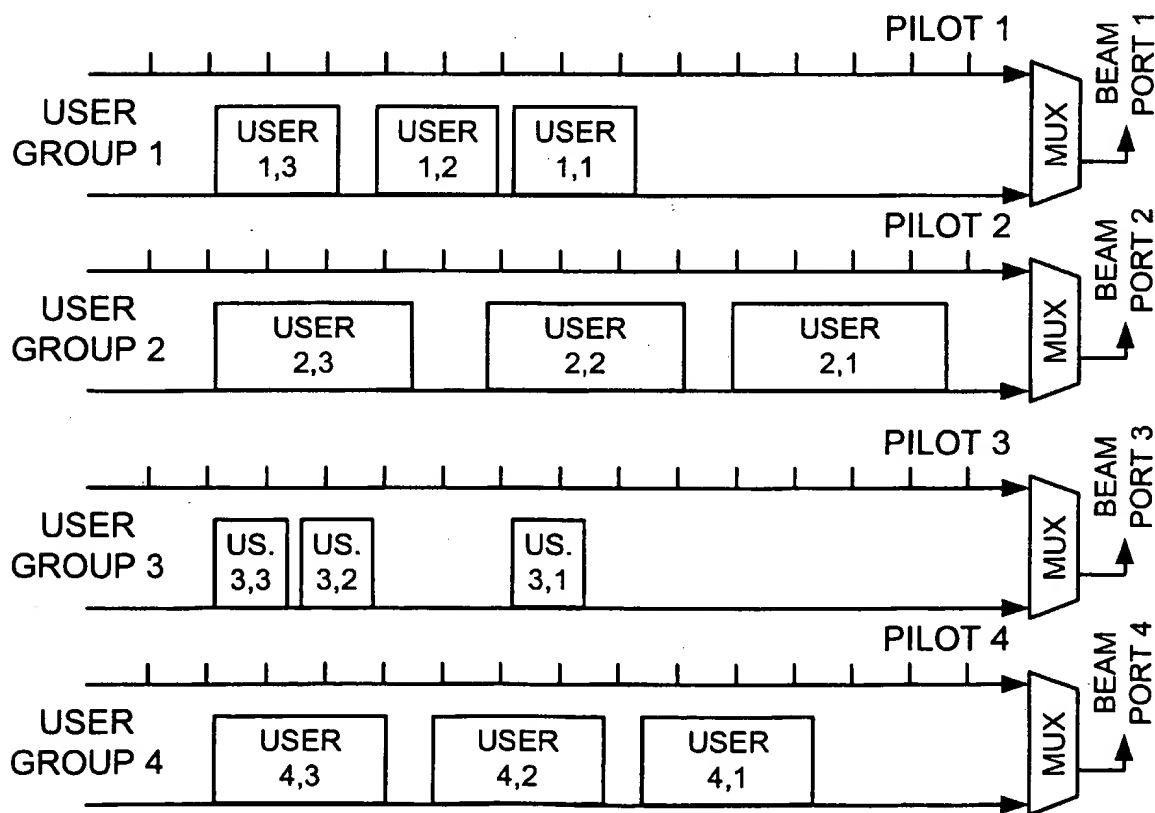 PILOT 1
USER
GROUP 1
USER
1,3
USER
1,2
USER
1,1
MUX
BEAM
PORT 1
PILOT 2
USER
GROUP 2
USER
2,3
USER
2,2
USER
2,1
MUX
BEAM
PORT 2
PILOT 3
USER
GROUP 3
US.
3,3
US.
3,2
US.
3,1
MUX
BEAM
PORT 3
PILOT 4
USER
GROUP 4
USER
4,3
USER
4,2
USER
4,1
MUX
BEAM
PORT 4